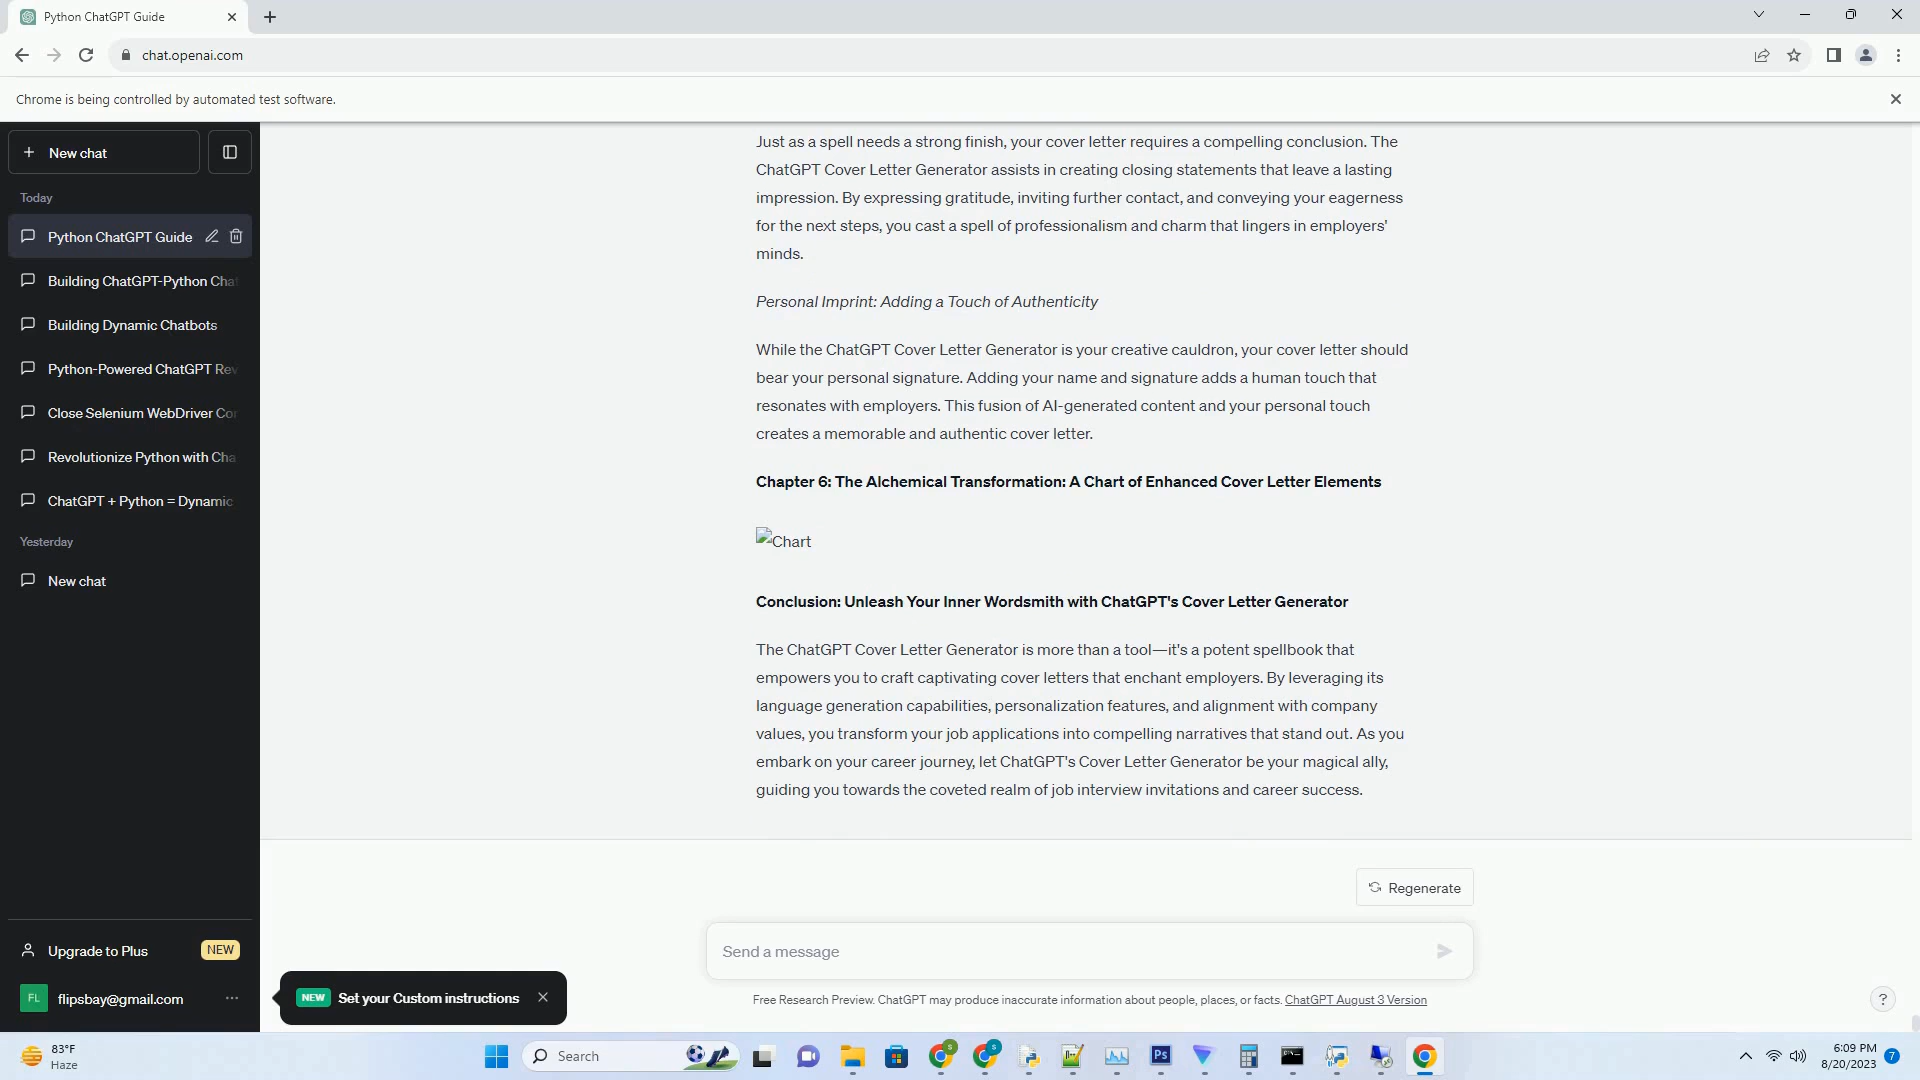 Python ChatGPT Guide
chat.openai.com
Chrome is being controlled by automated test software.
New chat
Today
Python ChatGPT Guide
Building ChatGPT-Python Chat
Building Dynamic Chatbots
Python-Powered ChatGPT Rev
Close Selenium WebDriver Con
Revolutionize Python with Cha
ChatGPT + Python = Dynamic
Yesterday
New chat
Upgrade to Plus NEW
FL flipsbay@gmail.com
Just as a spell needs a strong finish, your cover letter requires a compelling conclusion. The
ChatGPT Cover Letter Generator assists in creating closing statements that leave a lasting
impression. By expressing gratitude, inviting further contact, and conveying your eagerness
for the next steps, you cast a spell of professionalism and charm that lingers in employers'
minds.
Personal Imprint: Adding a Touch of Authenticity
While the ChatGPT Cover Letter Generator is your creative cauldron, your cover letter should
bear your personal signature. Adding your name and signature adds a human touch that
resonates with employers. This fusion of AI-generated content and your personal touch
creates a memorable and authentic cover letter.
Chapter 6: The Alchemical Transformation: A Chart of Enhanced Cover Letter Elements
Chart
Conclusion: Unleash Your Inner Wordsmith with ChatGPT's Cover Letter Generator
The ChatGPT Cover Letter Generator is more than a tool—it's a potent spellbook that
empowers you to craft captivating cover letters that enchant employers. By leveraging its
language generation capabilities, personalization features, and alignment with company
values, you transform your job applications into compelling narratives that stand out. As you
embark on your career journey, let ChatGPT's Cover Letter Generator be your magical ally,
guiding you towards the coveted realm of job interview invitations and career success.
Regenerate
Send a message
NEW Set your Custom instructions
Free Research Preview. ChatGPT may produce inaccurate information about people, places, or facts. ChatGPT August 3 Version
?
83°F
Haze
Search
S
S
Ps
6:09 PM
8/20/2023
7